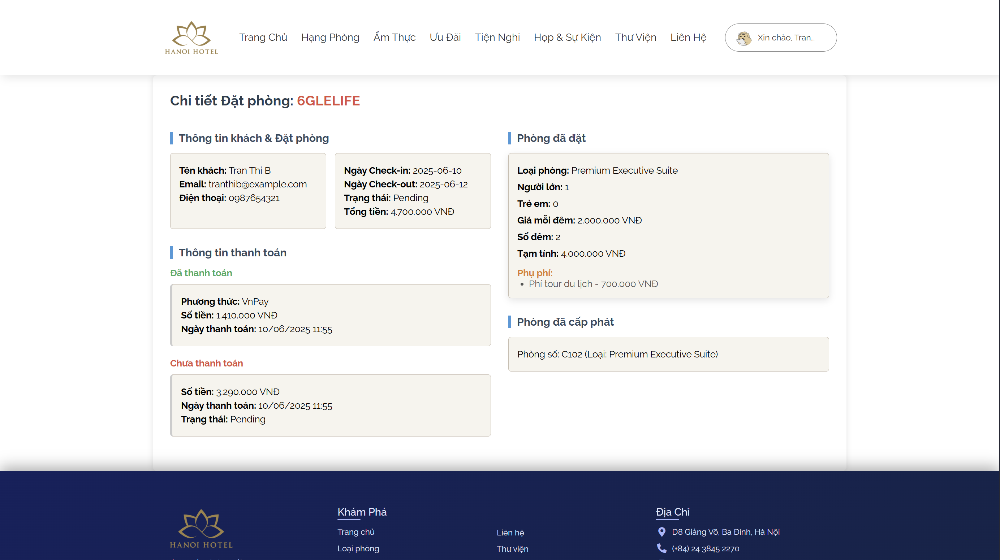 HANOI HOTEL
Trang Chủ
Hạng Phòng
Ẩm Thực
Ưu Đãi
Tiện Nghi
Họp & Sự Kiện
Thư Viện
Liên Hệ
Xin chào, Tran...
Chi tiết Đặt phòng: 6GLELIFE
Thông tin khách & Đặt phòng
Tên khách: Tran Thi B
Email: tranthib@example.com
Điện thoại: 0987654321
Ngày Check-in: 2025-06-10
Ngày Check-out: 2025-06-12
Trạng thái: Pending
Tổng tiền: 4.700.000 VNĐ
Thông tin thanh toán
Đã thanh toán
Phương thức: VnPay
Số tiền: 1.410.000 VNĐ
Ngày thanh toán: 10/06/2025 11:55
Chưa thanh toán
Số tiền: 3.290.000 VNĐ
Ngày thanh toán: 10/06/2025 11:55
Trạng thái: Pending
Phòng đã đặt
Loại phòng: Premium Executive Suite
Người lớn: 1
Trẻ em: 0
Giá mỗi đêm: 2.000.000 VNĐ
Số đêm: 2
Tạm tính: 4.000.000 VNĐ
Phụ phí:
• Phí tour du lịch - 700.000 VNĐ
Phòng đã cấp phát
Phòng số: C102 (Loại: Premium Executive Suite)
HANOI HOTEL
Khám Phá
Trang chủ
Loại phòng
Liên hệ
Thư viện
Địa Chỉ
D8 Giảng Võ, Ba Đình, Hà Nội
(+84) 24 3845 2270